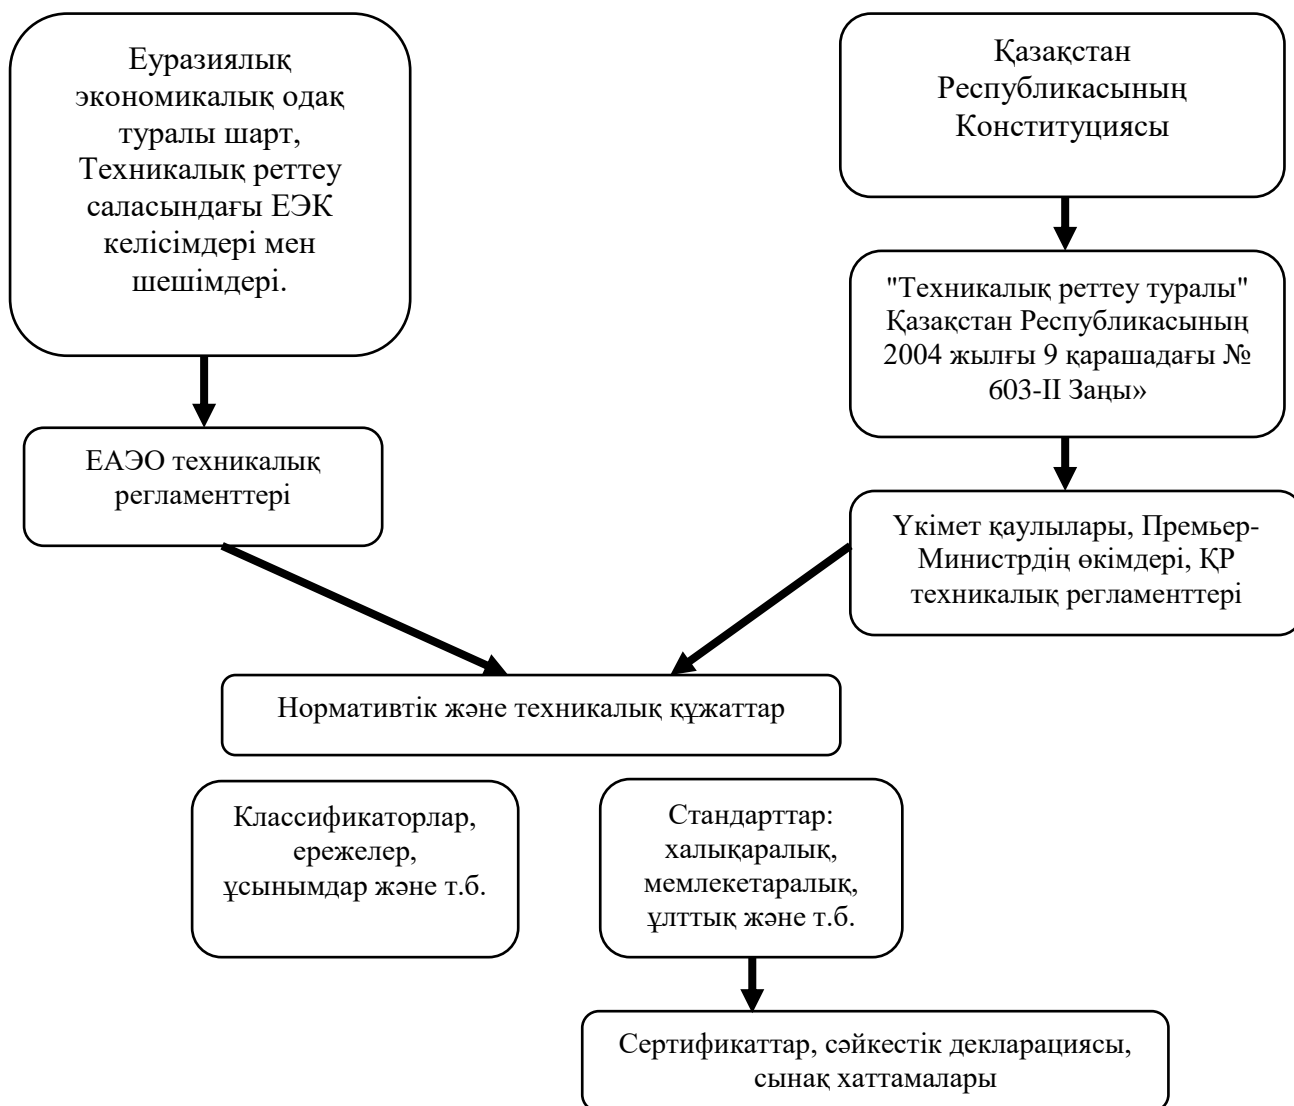 Еуразиялық
экономикалық одақ
туралы шарт,
Техникалық реттеу
саласындағы ЕЭК
келісімдері мен
шешімдері.
Қазақстан
Республикасының
Конституциясы
"Техникалық реттеу туралы"
Қазақстан Республикасының
2004 жылғы 9 қарашадағы №
603-II Заңы»
ЕАЭО техникалық
регламенттері
Үкімет қаулылары, Премьер-
Министрдің өкімдері, ҚР
техникалық регламенттері
Нормативтік және техникалық құжаттар
Классификаторлар,
ережелер,
ұсынымдар және т.б.
Стандарттар:
халықаралық,
мемлекетаралық,
ұлттық және т.б.
Сертификаттар, сәйкестік декларациясы,
сынақ хаттамалары